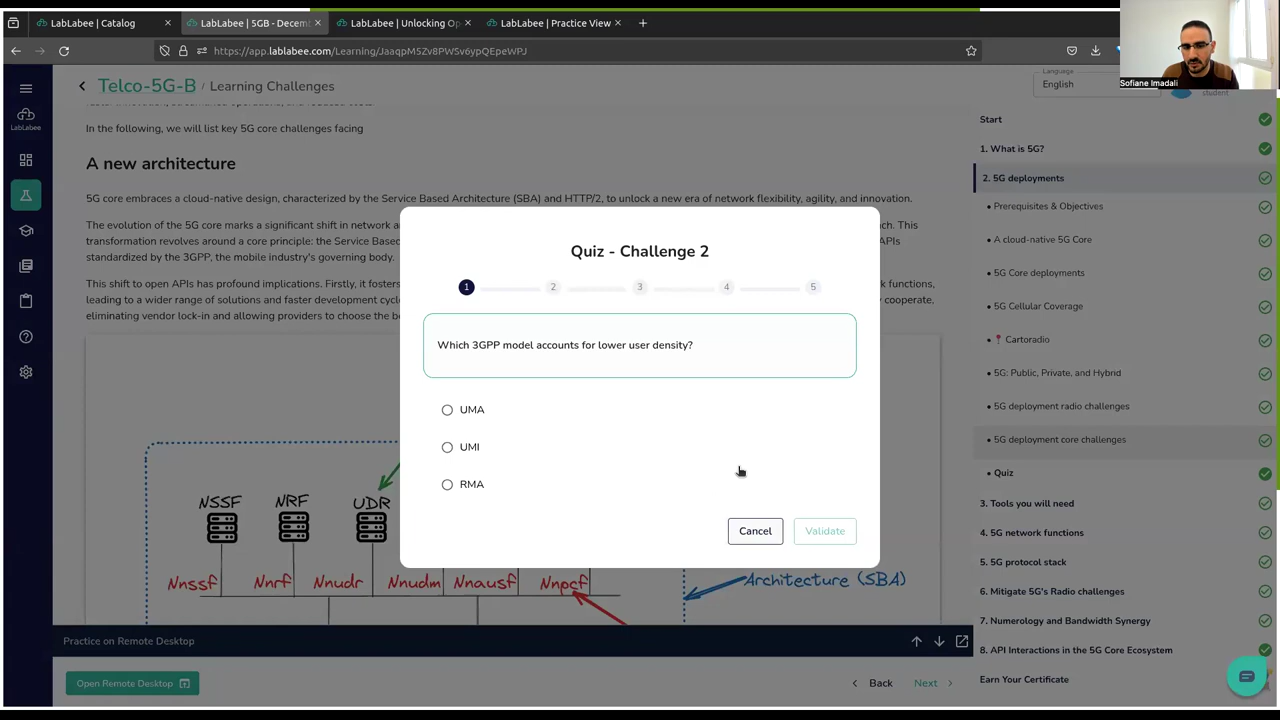 LabLabee | Catalog
LabLabee | 5GB - Decem
LabLabee | Unlocking Op
LabLabee | Practice View
https://app.lablabee.com/Learning/JaaqpMSZv8PWSv6ypQEpeWPJ
Sofiane Imadali
LABLABEE
Telco-5G-B / Learning Challenges
Language
English
student
In the following, we will list key 5G core challenges facing
A new architecture
5G core embraces a cloud-native design, characterized by the Service Based Architecture (SBA) and HTTP/2, to unlock a new era of network flexibility, agility, and innovation.
The evolution of the 5G core marks a significant shift in network a
ch. This
transformation revolves around a core principle: the Service Based
APIs
standardized by the 3GPP, the mobile industry's governing body.
This shift to open APIs has profound implications. Firstly, it fosters
rk functions,
leading to a wider range of solutions and faster development cycle
y cooperate,
eliminating vendor lock-in and allowing providers to choose the be
Quiz - Challenge 2
1 2 3 4 5
Which 3GPP model accounts for lower user density?
UMA
UMI
RMA
Cancel
Validate
NSSF
NRF
UDR
Nnssf
Nnrf
Nnudr
Nnudm
Nnausf
Nnpcf
Architecture (SBA)
Practice on Remote Desktop
Open Remote Desktop
Back
Next
Start
1. What is 5G?
2. 5G deployments
• Prerequisites & Objectives
• A cloud-native 5G Core
• 5G Core deployments
• 5G Cellular Coverage
• 📍 Cartoradio
• 5G: Public, Private, and Hybrid
• 5G deployment radio challenges
• 5G deployment core challenges
• Quiz
3. Tools you will need
4. 5G network functions
5. 5G protocol stack
6. Mitigate 5G's Radio challenges
7. Numerology and Bandwidth Synergy
8. API Interactions in the 5G Core Ecosystem
Earn Your Certificate